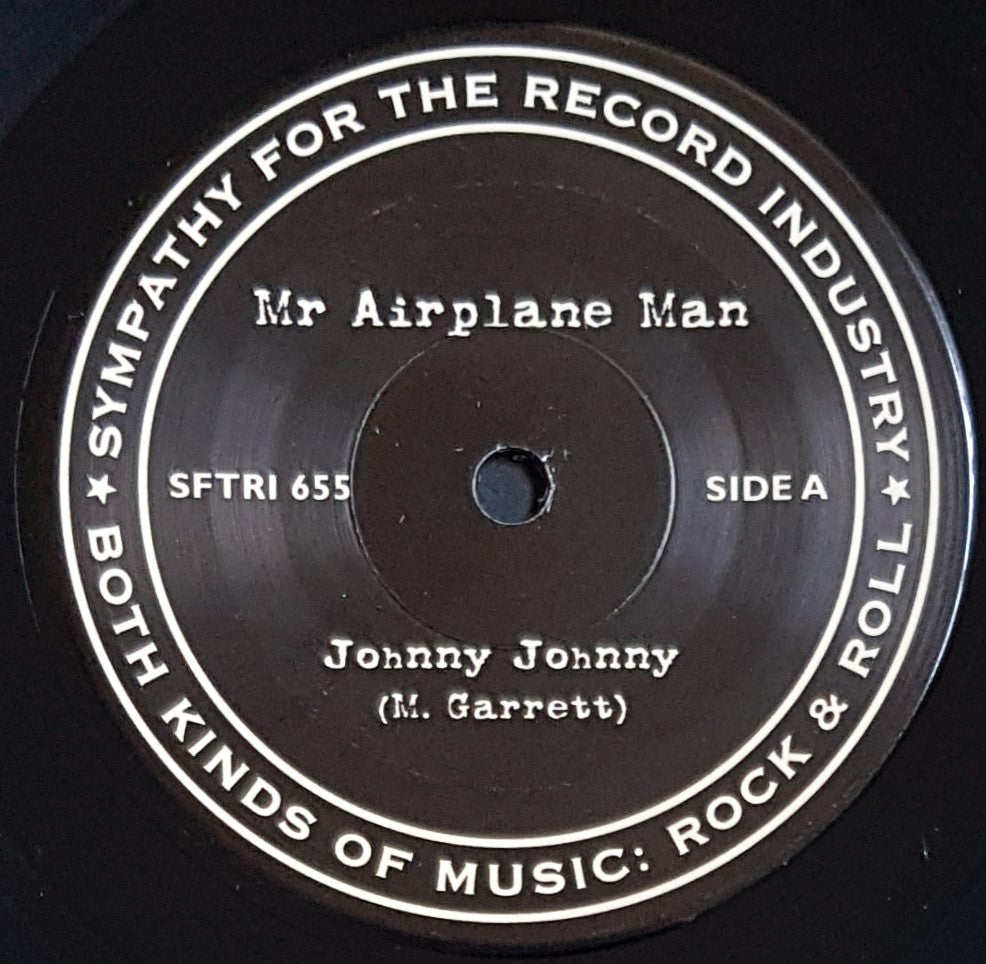 ★ SYMPATHY FOR THE RECORD INDUSTRY ★
Mr Airplane Man
SFTRI 655
SIDE A
Johnny Johnny
(M. Garrett)
BOTH KINDS OF MUSIC: ROCK & ROLL